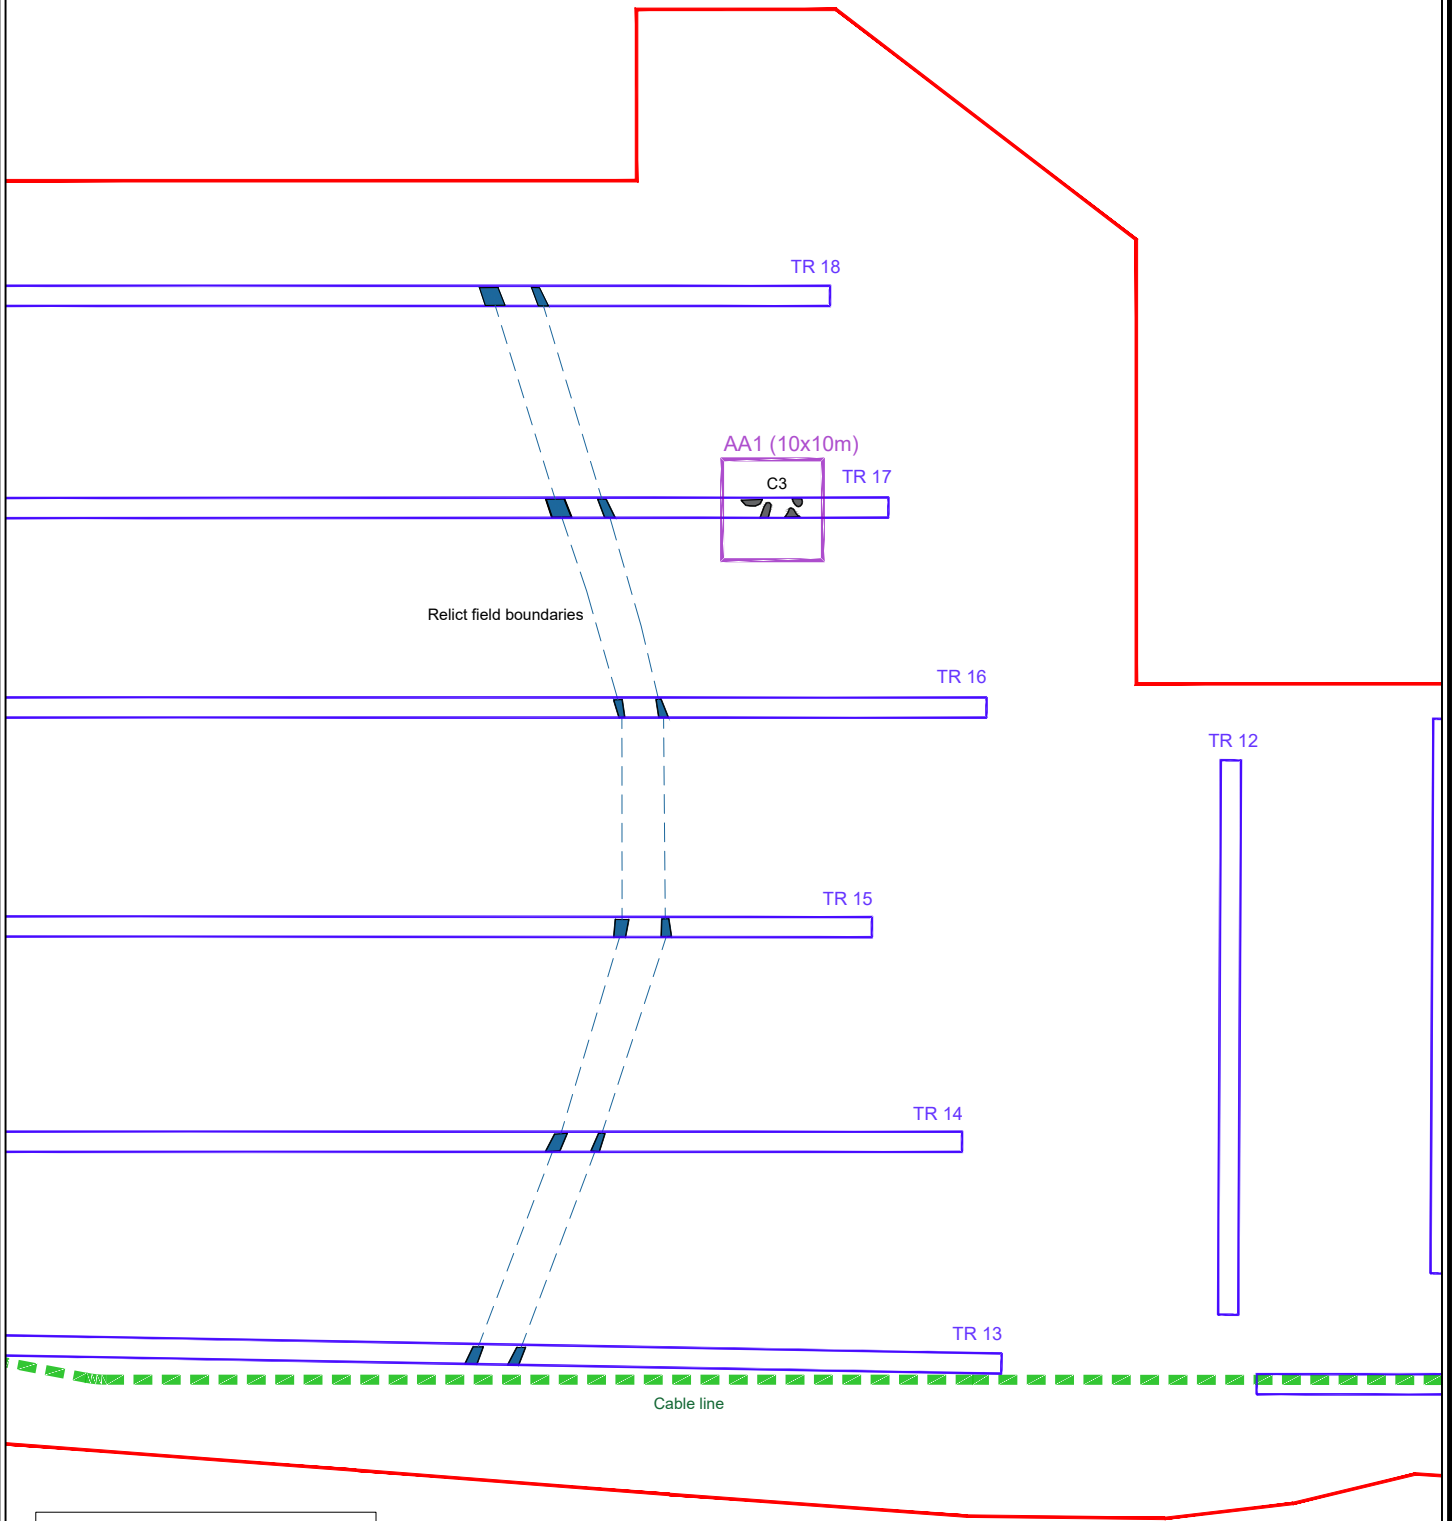 TR 18
AA1 (10x10m)
TR 17
C3
Relict field boundaries
TR 16
TR 12
TR 15
TR 14
TR 13
Cable line